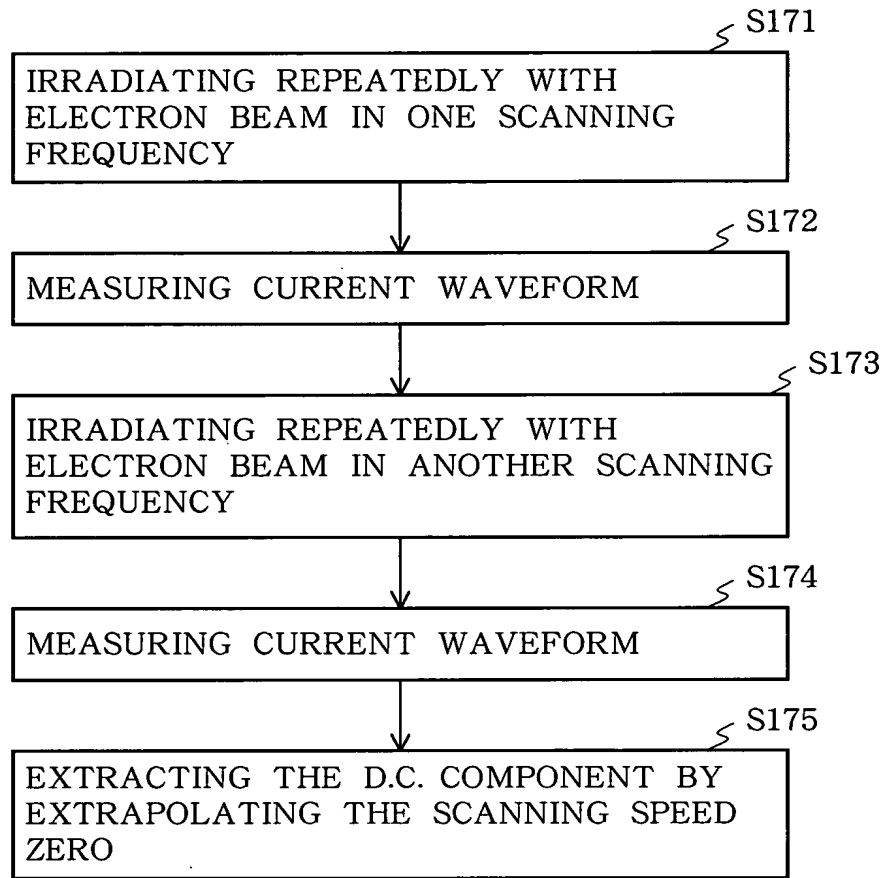 S171
IRRADIATING REPEATEDLY WITH
ELECTRON BEAM IN ONE SCANNING
FREQUENCY
S172
MEASURING CURRENT WAVEFORM
S173
IRRADIATING REPEATEDLY WITH
ELECTRON BEAM IN ANOTHER SCANNING
FREQUENCY
S174
MEASURING CURRENT WAVEFORM
S175
EXTRACTING THE D.C. COMPONENT BY
EXTRAPOLATING THE SCANNING SPEED
ZERO